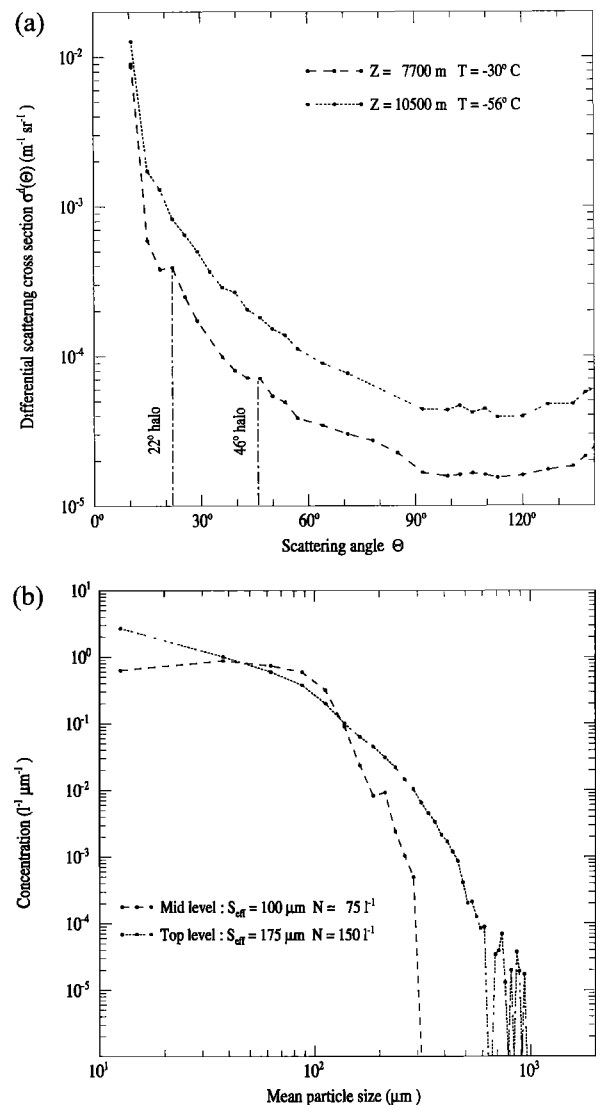 (a)
10⁻²
10⁻³
10⁻⁴
10⁻⁵
Differential scattering cross section σᵈ(Θ) (m⁻¹ sr⁻¹)
Z = 7700 m T = -30° C
Z = 10500 m T = -56° C
22° halo
46° halo
0° 30° 60° 90° 120°
Scattering angle Θ
(b)
10¹
10⁰
10⁻¹
10⁻²
10⁻³
10⁻⁴
10⁻⁵
Concentration (l⁻¹ μm⁻¹)
Mid level : S_eff = 100 μm N = 75 l⁻¹
Top level : S_eff = 175 μm N = 150 l⁻¹
10¹ 10² 10³
Mean particle size (μm)